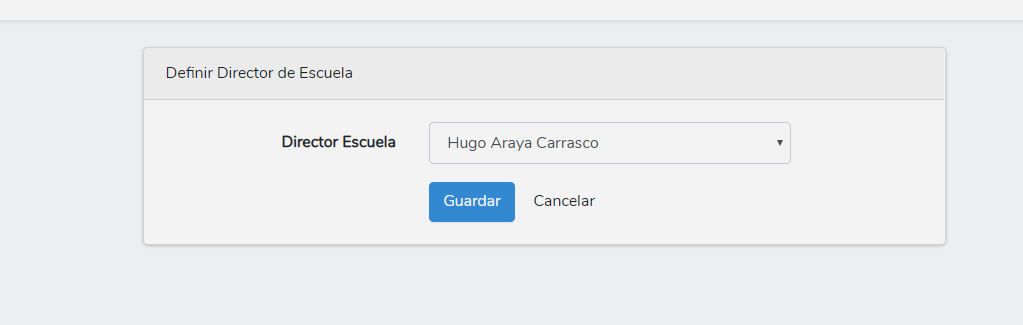 Definir Director de Escuela
Director Escuela Hugo Araya Carrasco
Guardar Cancelar